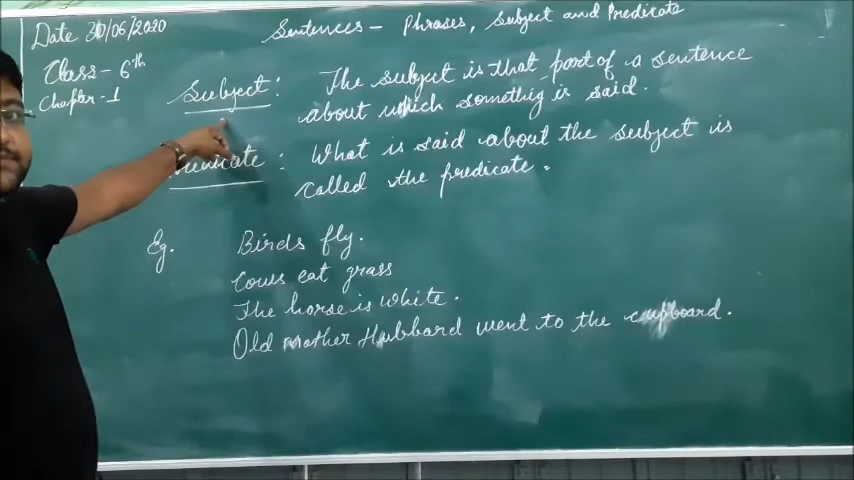 Date 30/06/2020
Sentences - Phrases, Subject and Predicate
Class - 6th
Chapter - 1
Subject : The subject is that part of a sentence
about which somethig is said.
: What is said about the subject is
called the predicate.
Eg. Birds fly.
Cows eat grass
The horse is white.
Old mother Hubbard went to the cupboard.